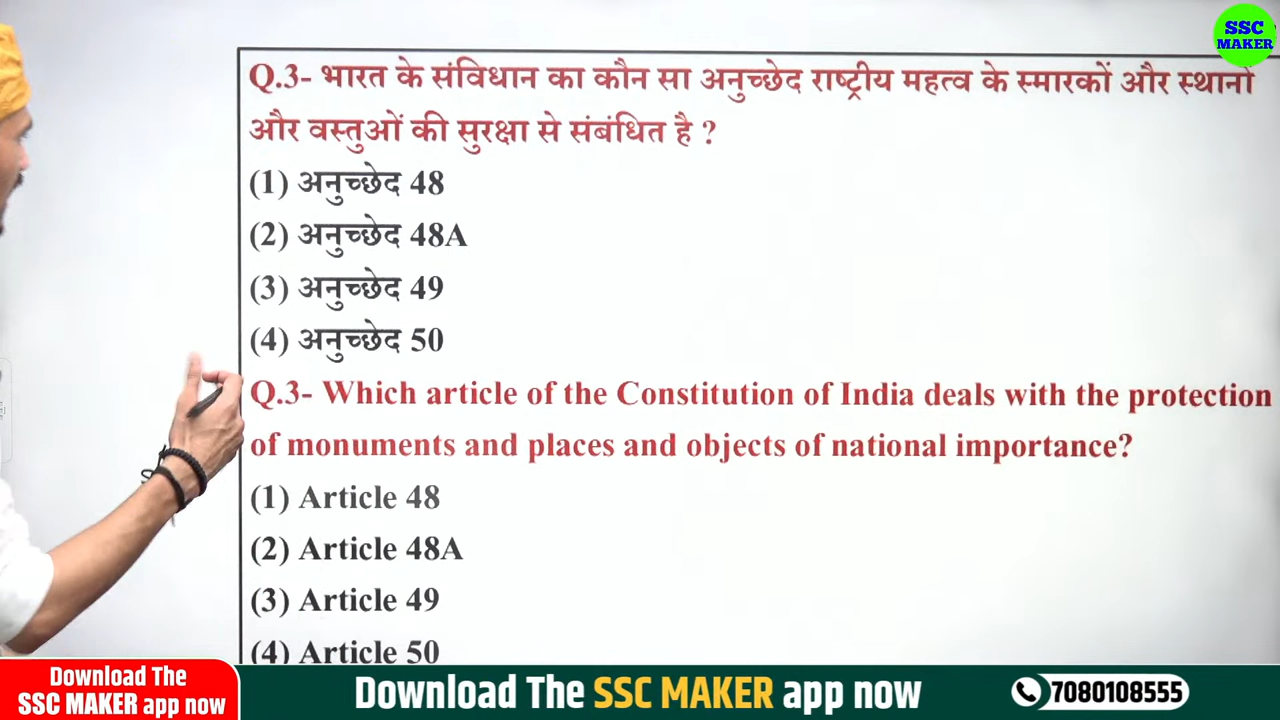 SSC
MAKER
Q.3- भारत के संविधान का कौन सा अनुच्छेद राष्ट्रीय महत्व के स्मारकों और स्थानों
और वस्तुओं की सुरक्षा से संबंधित है ?
(1) अनुच्छेद 48
(2) अनुच्छेद 48A
(3) अनुच्छेद 49
(4) अनुच्छेद 50
Q.3- Which article of the Constitution of India deals with the protection
of monuments and places and objects of national importance?
(1) Article 48
(2) Article 48A
(3) Article 49
(4) Article 50
Download The
SSC MAKER app now
Download The SSC MAKER app now
7080108555